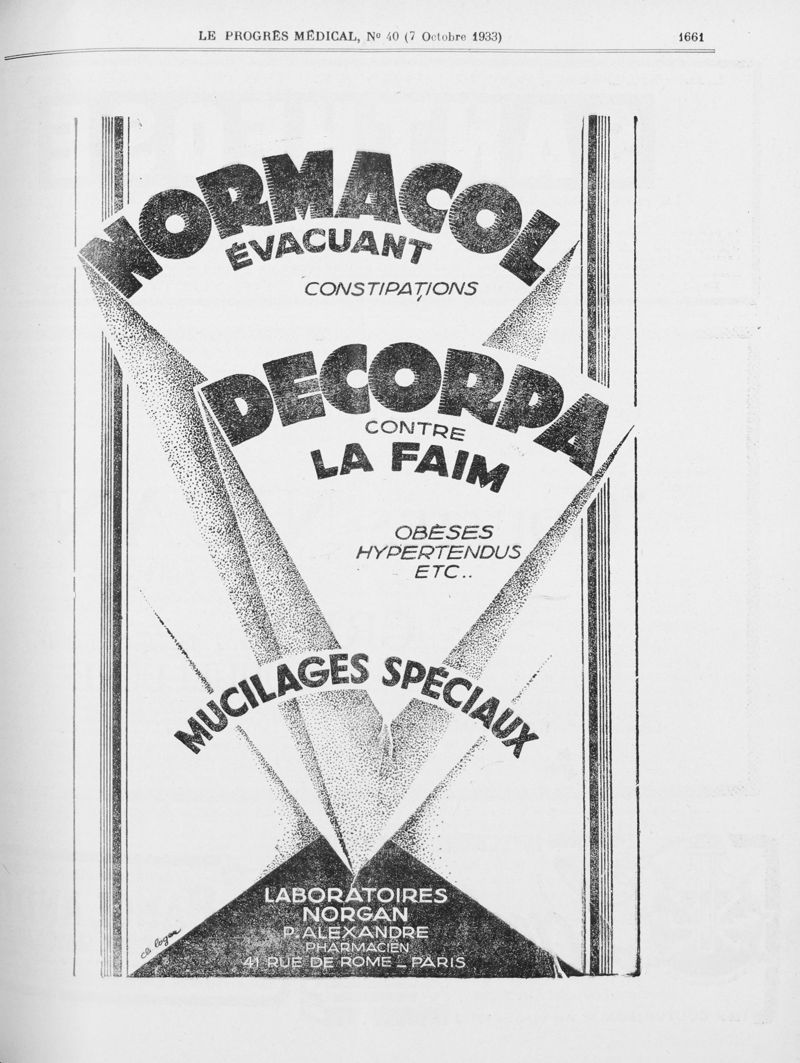 LE PROGRÈS MÉDICAL, Nº 40 (7 Octobre 1933) 1661
NORMACOL
ÉVACUANT
CONSTIPATIONS
DECORPA
CONTRE
LA FAIM
OBÈSES
HYPERTENDUS
ETC..
MUCILAGES SPÉCIAUX
LABORATOIRES
NORGAN
P. ALEXANDRE
PHARMACIEN
41 RUE DE ROME _ PARIS